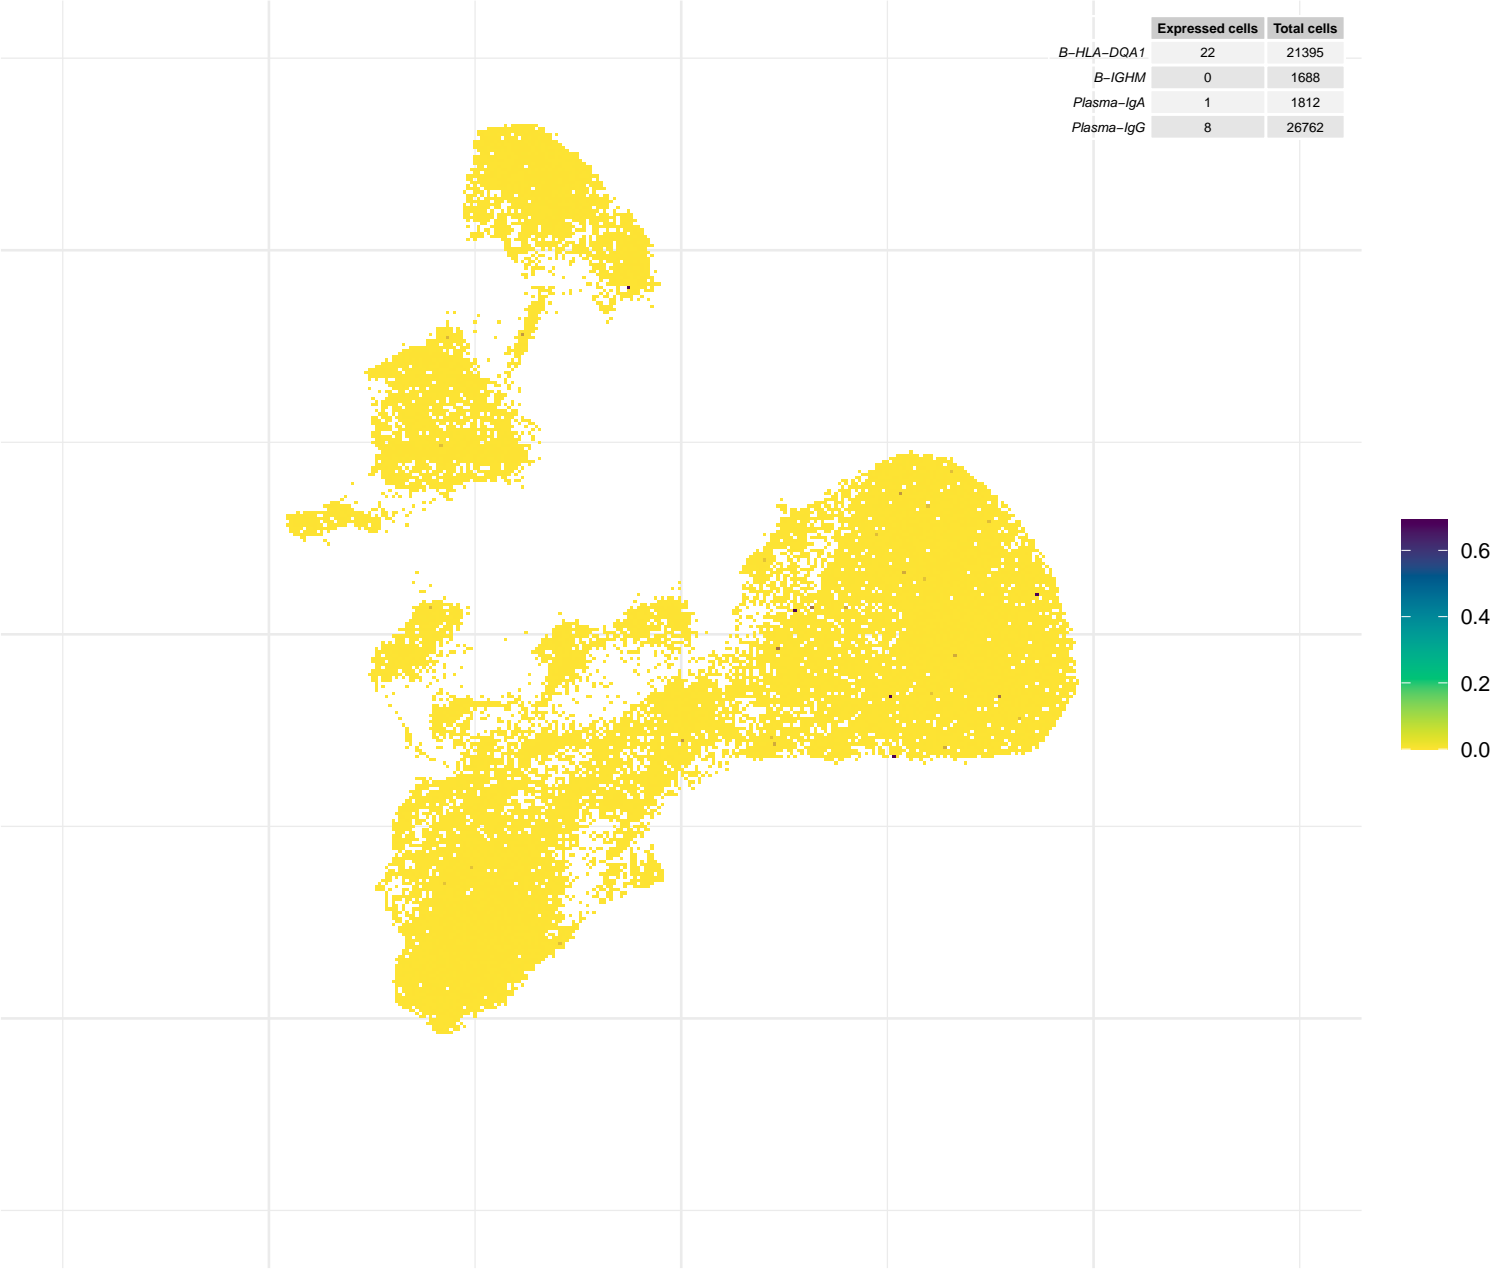 Expressed cells Total cells
B−HLA−DQA1 22 21395
B−IGHM 0 1688
Plasma−IgA 1 1812
Plasma−IgG 8 26762
0.6
0.4
0.2
0.0